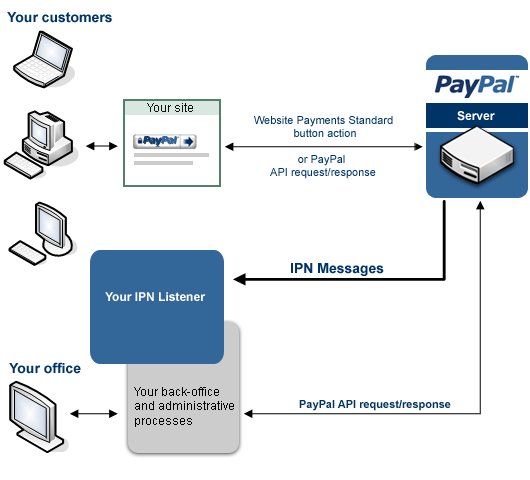 Your customers
Your site
PayPal
Website Payments Standard
button action
or PayPal
API request/response
PayPal™
Server
IPN Messages
Your IPN Listener
Your office
Your back-office
and administrative
processes
PayPal API request/response